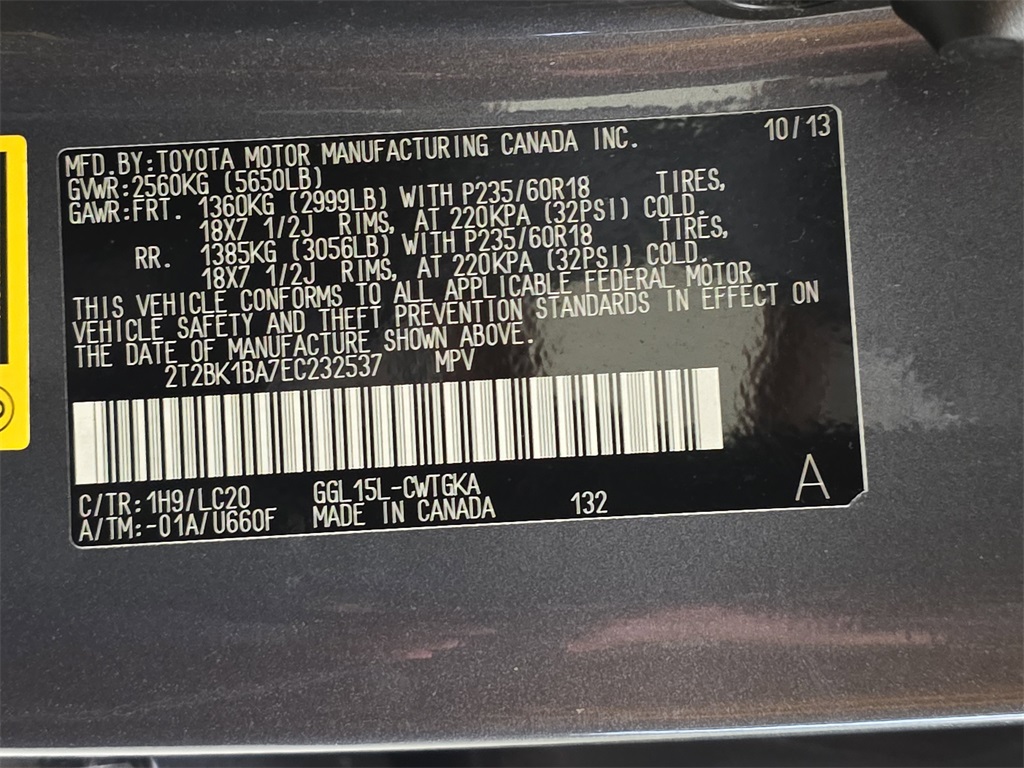 10/13
MFD.BY:TOYOTA MOTOR MANUFACTURING CANADA INC.
GVWR:2560KG (5650LB)
GAWR:FRT. 1360KG (2999LB) WITH P235/60R18 TIRES,
18X7 1/2J RIMS, AT 220KPA (32PSI) COLD.
RR. 1385KG (3056LB) WITH P235/60R18 TIRES,
18X7 1/2J RIMS, AT 220KPA (32PSI) COLD.
THIS VEHICLE CONFORMS TO ALL APPLICABLE FEDERAL MOTOR
VEHICLE SAFETY AND THEFT PREVENTION STANDARDS IN EFFECT ON
THE DATE OF MANUFACTURE SHOWN ABOVE.
2T2BK1BA7EC232537 MPV
C/TR: 1H9/LC20 GGL15L-CWTGKA
A/TM:-01A/U660F MADE IN CANADA 132 A